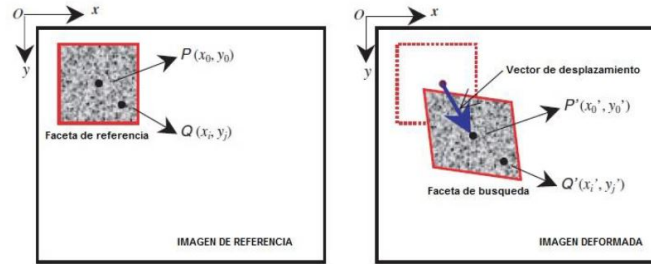 O x
y
P (x0, y0)
Q (xi, yj)
Faceta de referencia
IMAGEN DE REFERENCIA
O x
y
Vector de desplazamiento
P’(x0’, y0’)
Q’(xi’, yj’)
Faceta de busqueda
IMAGEN DEFORMADA